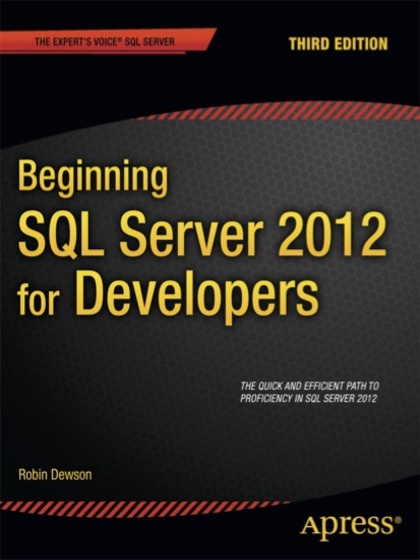 THE EXPERT'S VOICE® SQL SERVER
THIRD EDITION
Beginning
SQL Server 2012
for Developers
THE QUICK AND EFFICIENT PATH TO
PROFICIENCY IN SQL SERVER 2012
Robin Dewson
Apress®